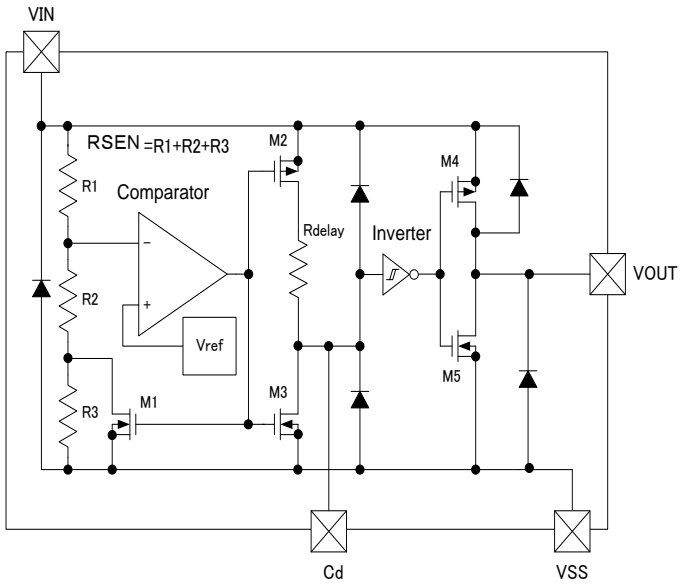 VIN
RSEN =R1+R2+R3
M2
M4
R1
Comparator
Rdelay
Inverter
−
VOUT
R2
+
Vref
M5
R3
M1
M3
Cd
VSS